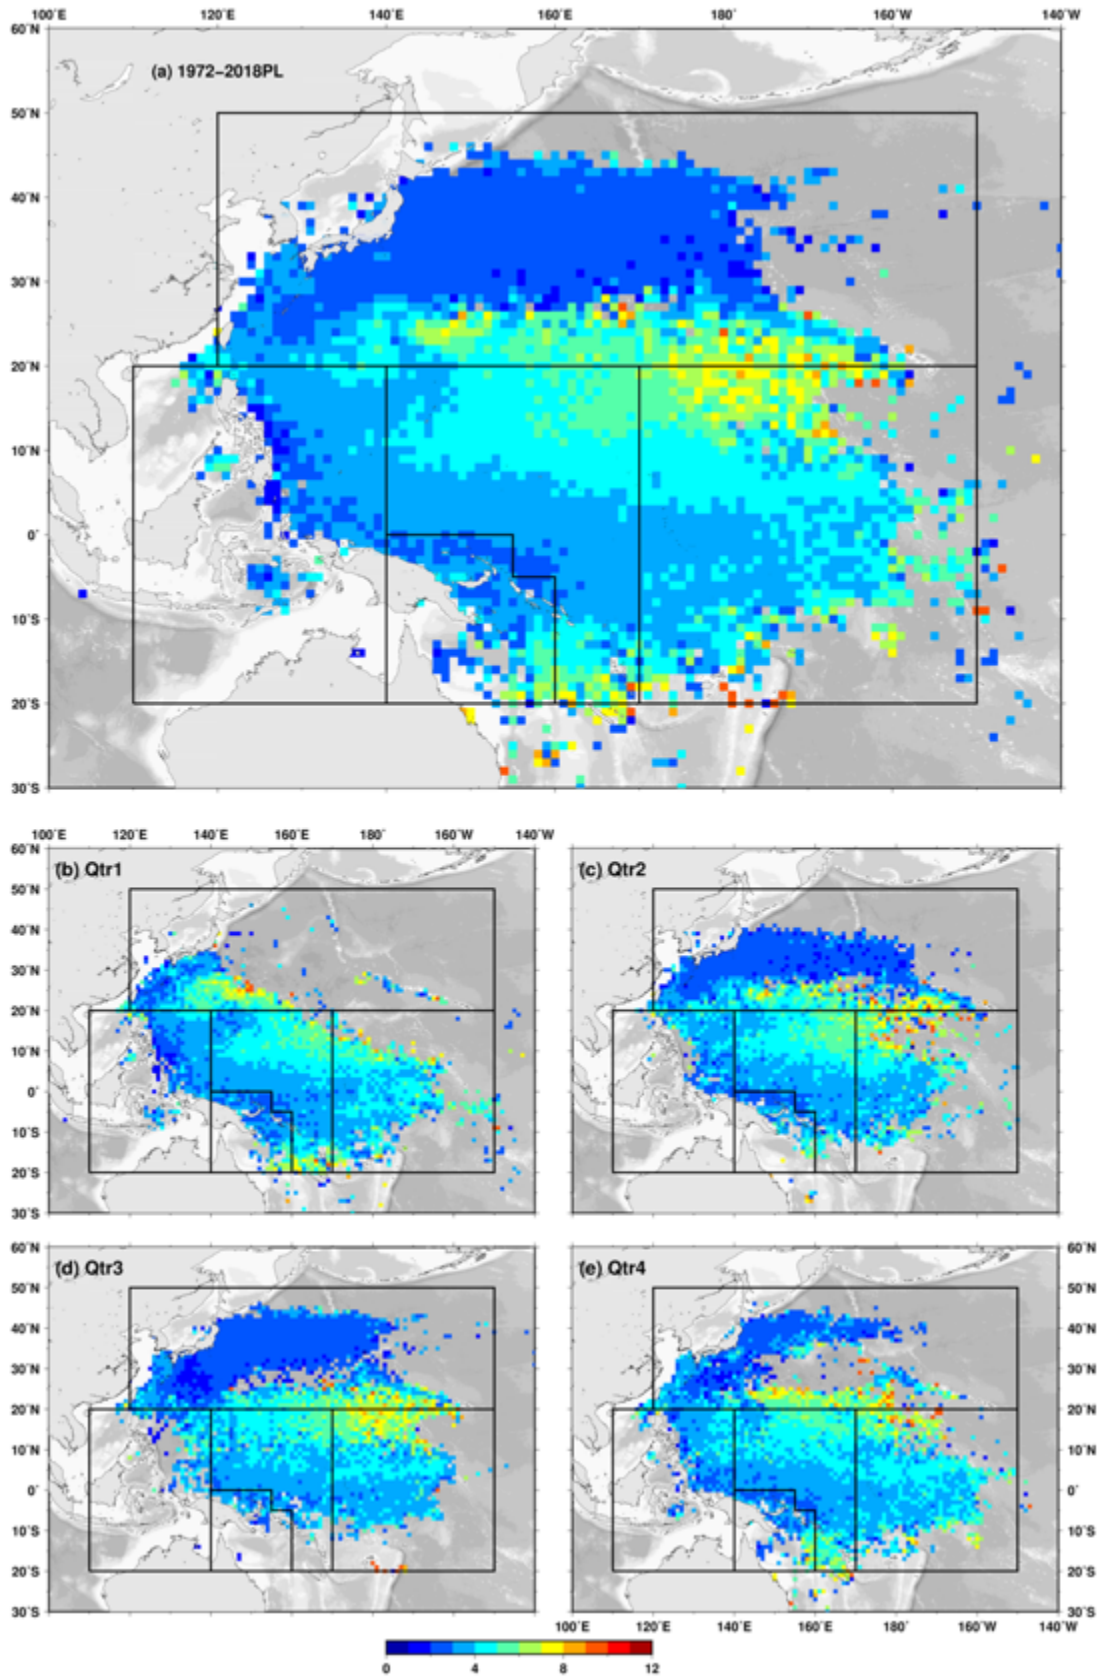 100˚E 120˚E 140˚E 160˚E 180˚ 160˚W 140˚W
60˚N
(a) 1972−2018PL
50˚N
40˚N
30˚N
20˚N
10˚N
0˚
10˚S
20˚S
30˚S
100˚E 120˚E 140˚E 160˚E 180˚ 160˚W 140˚W
60˚N
(b) Qtr1 (c) Qtr2
50˚N
40˚N
30˚N
20˚N
10˚N
0˚
10˚S
20˚S
30˚S
60˚N 60˚N
(d) Qtr3 (e) Qtr4
50˚N 50˚N
40˚N 40˚N
30˚N 30˚N
20˚N 20˚N
10˚N 10˚N
0˚ 0˚
10˚S 10˚S
20˚S 20˚S
30˚S 30˚S
100˚E 120˚E 140˚E 160˚E 180˚ 160˚W 140˚W
0 4 8 12